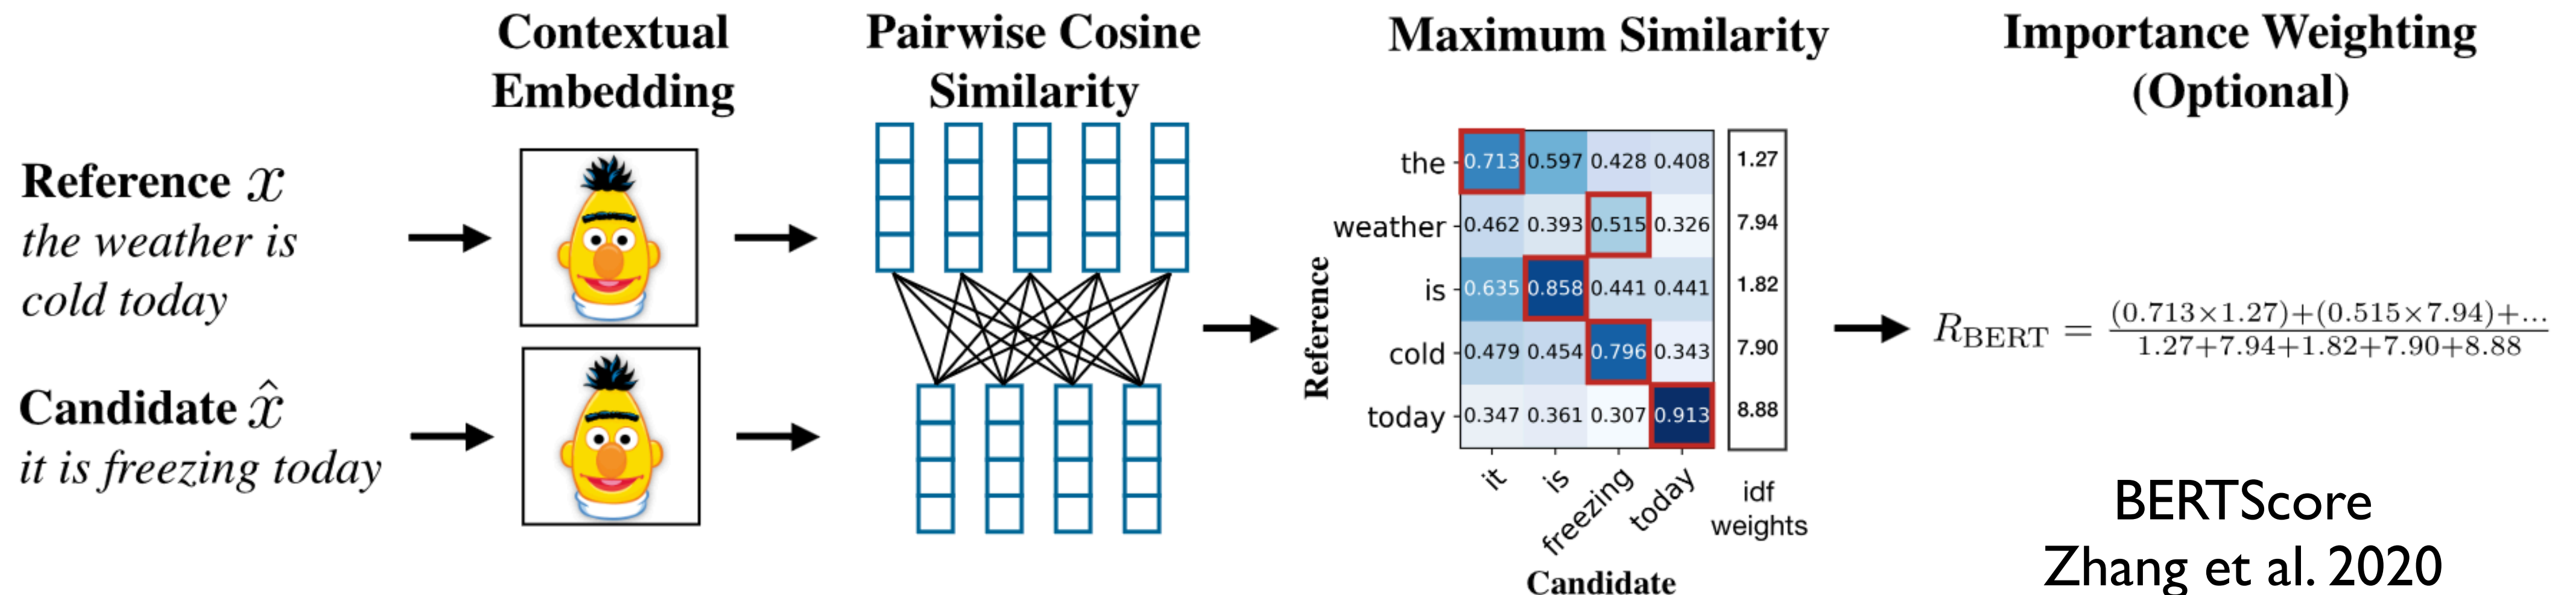 Contextual
Embedding
Pairwise Cosine
Similarity
Maximum Similarity
Importance Weighting
(Optional)
Reference x
the weather is
cold today
Candidate x̂
it is freezing today
Reference
the 0.713 0.597 0.428 0.408 1.27
weather 0.462 0.393 0.515 0.326 7.94
is 0.635 0.858 0.441 0.441 1.82
cold 0.479 0.454 0.796 0.343 7.90
today 0.347 0.361 0.307 0.913 8.88
it is freezing today
idf
weights
Candidate
R_BERT = (0.713×1.27)+(0.515×7.94)+...
1.27+7.94+1.82+7.90+8.88
BERTScore
Zhang et al. 2020